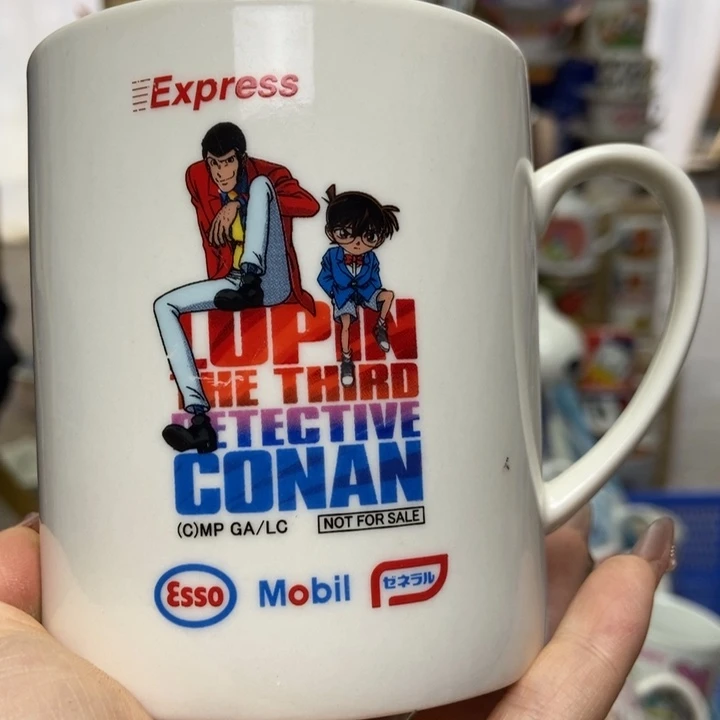 Express
LUPIN
THE THIRD
DETECTIVE
CONAN
(C)MP GA/LC NOT FOR SALE
Esso Mobil ゼネラル